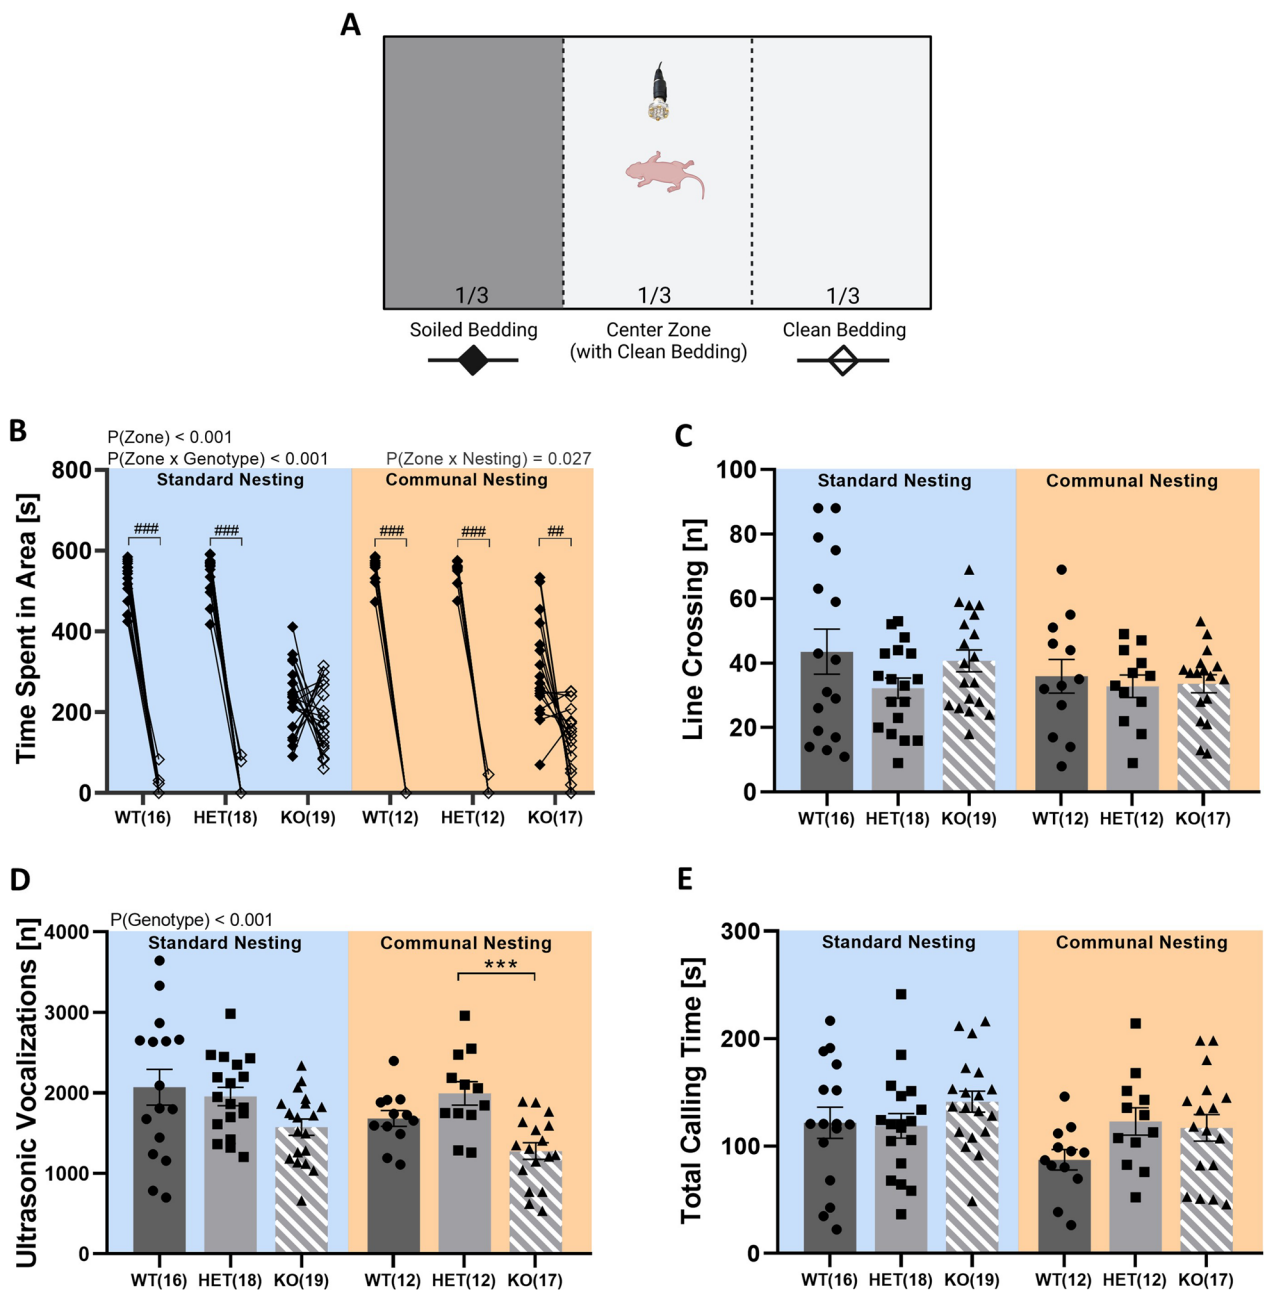 A
1/3
1/3
1/3
Soiled Bedding
Center Zone
(with Clean Bedding)
Clean Bedding
B
P(Zone) < 0.001
P(Zone x Genotype) < 0.001
P(Zone x Nesting) = 0.027
Standard Nesting
Communal Nesting
Time Spent in Area [s]
800
600
400
200
0
###
###
###
###
##
WT(16)
HET(18)
KO(19)
WT(12)
HET(12)
KO(17)
C
Standard Nesting
Communal Nesting
Line Crossing [n]
100
80
60
40
20
0
WT(16)
HET(18)
KO(19)
WT(12)
HET(12)
KO(17)
D
P(Genotype) < 0.001
Standard Nesting
Communal Nesting
Ultrasonic Vocalizations [n]
4000
3000
2000
1000
0
***
WT(16)
HET(18)
KO(19)
WT(12)
HET(12)
KO(17)
E
Standard Nesting
Communal Nesting
Total Calling Time [s]
300
200
100
0
WT(16)
HET(18)
KO(19)
WT(12)
HET(12)
KO(17)